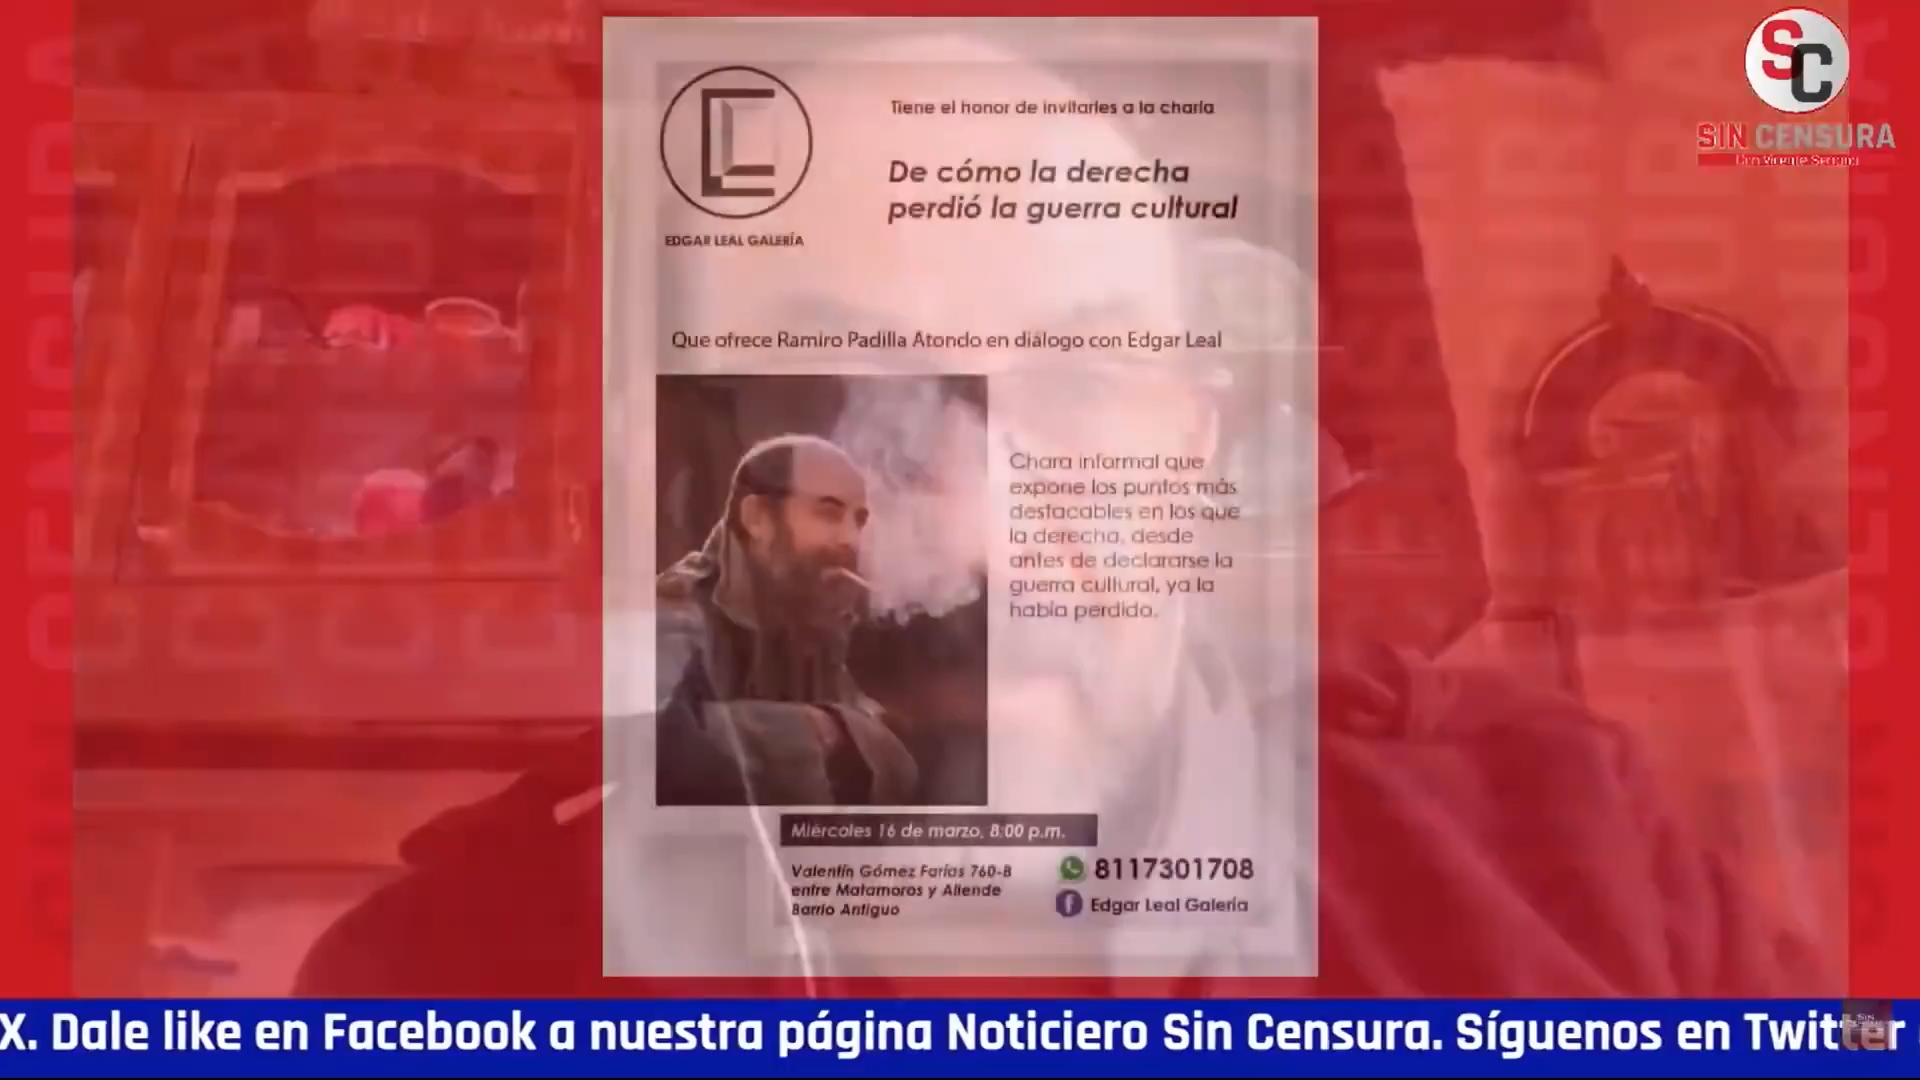 SC
SIN CENSURA
Con Vicente Serrano
Tiene el honor de invitarles a la charla
De cómo la derecha
perdió la guerra cultural
EDGAR LEAL GALERÍA
Que ofrece Ramiro Padilla Atondo en diálogo con Edgar Leal
Chara informal que
expone los puntos más
destacables en los que
la derecha, desde
antes de declararse la
guerra cultural, ya la
había perdido.
Miércoles 16 de marzo, 8:00 p.m.
Valentín Gómez Farías 760-B
entre Matamoros y Allende
Barrio Antiguo
8117301708
Edgar Leal Galería
X. Dale like en Facebook a nuestra página Noticiero Sin Censura. Síguenos en Twitter